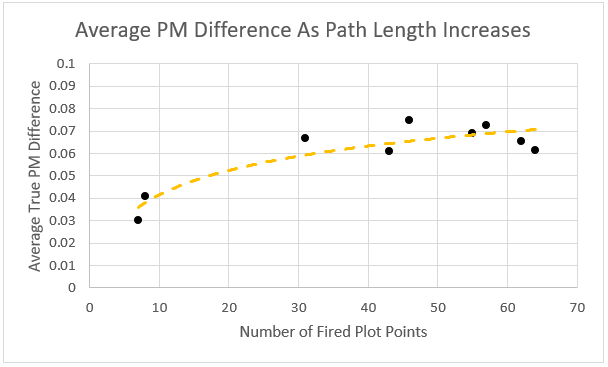 Average PM Difference As Path Length Increases
0.1
0.09
0.08
0.07
0.06
0.05
0.04
0.03
0.02
0.01
0
Average True PM Difference
0 10 20 30 40 50 60 70
Number of Fired Plot Points